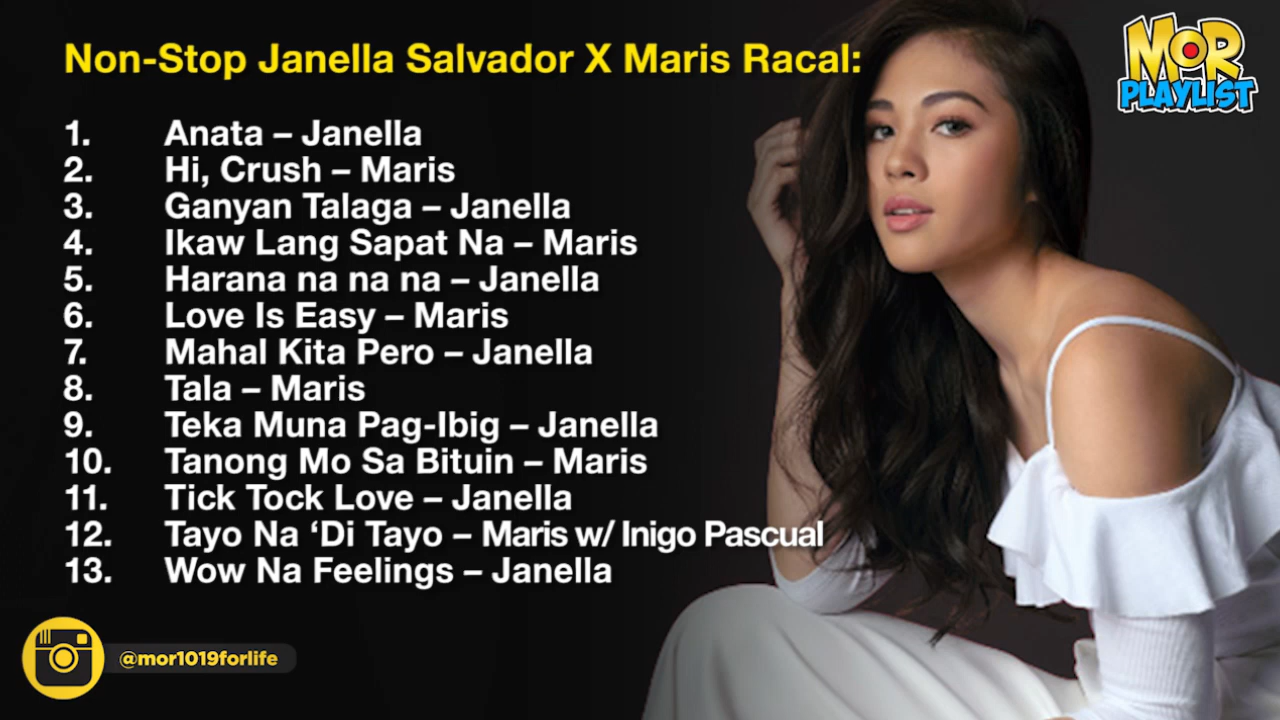 Non-Stop Janella Salvador X Maris Racal:
MOR
PLAYLIST
1. Anata – Janella
2. Hi, Crush – Maris
3. Ganyan Talaga – Janella
4. Ikaw Lang Sapat Na – Maris
5. Harana na na na – Janella
6. Love Is Easy – Maris
7. Mahal Kita Pero – Janella
8. Tala – Maris
9. Teka Muna Pag-Ibig – Janella
10. Tanong Mo Sa Bituin – Maris
11. Tick Tock Love – Janella
12. Tayo Na ‘Di Tayo – Maris w/ Inigo Pascual
13. Wow Na Feelings – Janella
@mor1019forlife